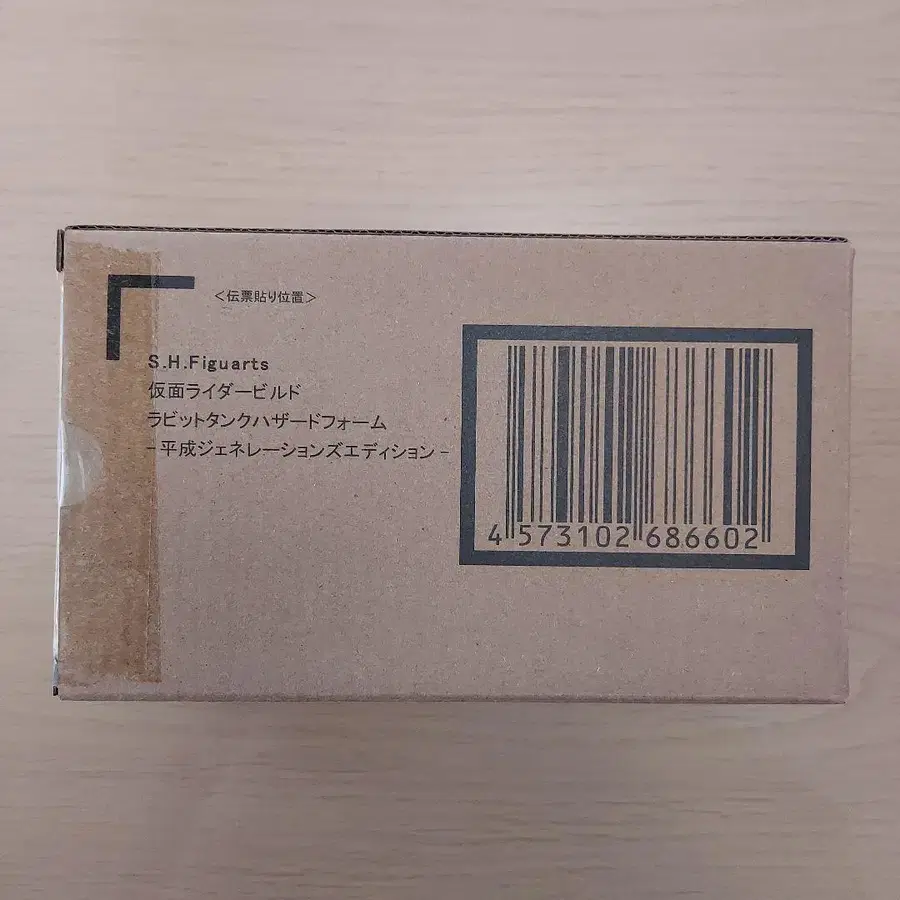 <伝票貼り位置>
S.H.Figuarts
仮面ライダービルド
ラビットタンクハザードフォーム
-平成ジェネレーションズエディション-
4 573102 686602